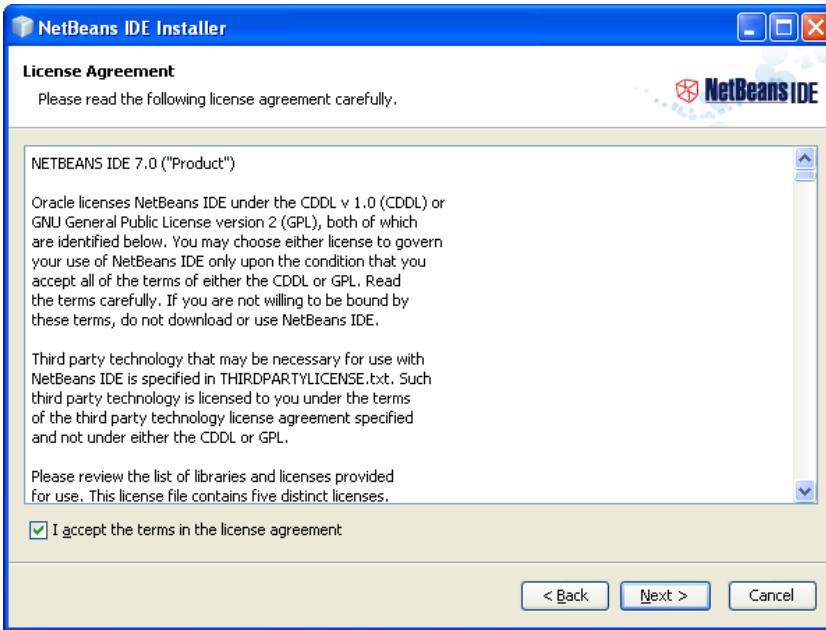 NetBeans IDE Installer
License Agreement
Please read the following license agreement carefully.
NetBeans IDE
NETBEANS IDE 7.0 ("Product")
Oracle licenses NetBeans IDE under the CDDL v 1.0 (CDDL) or
GNU General Public License version 2 (GPL), both of which
are identified below. You may choose either license to govern
your use of NetBeans IDE only upon the condition that you
accept all of the terms of either the CDDL or GPL. Read
the terms carefully. If you are not willing to be bound by
these terms, do not download or use NetBeans IDE.
Third party technology that may be necessary for use with
NetBeans IDE is specified in THIRDPARTYLICENSE.txt. Such
third party technology is licensed to you under the terms
of the third party technology license agreement specified
and not under either the CDDL or GPL.
Please review the list of libraries and licenses provided
for use. This license file contains five distinct licenses.
I accept the terms in the license agreement
< Back Next > Cancel